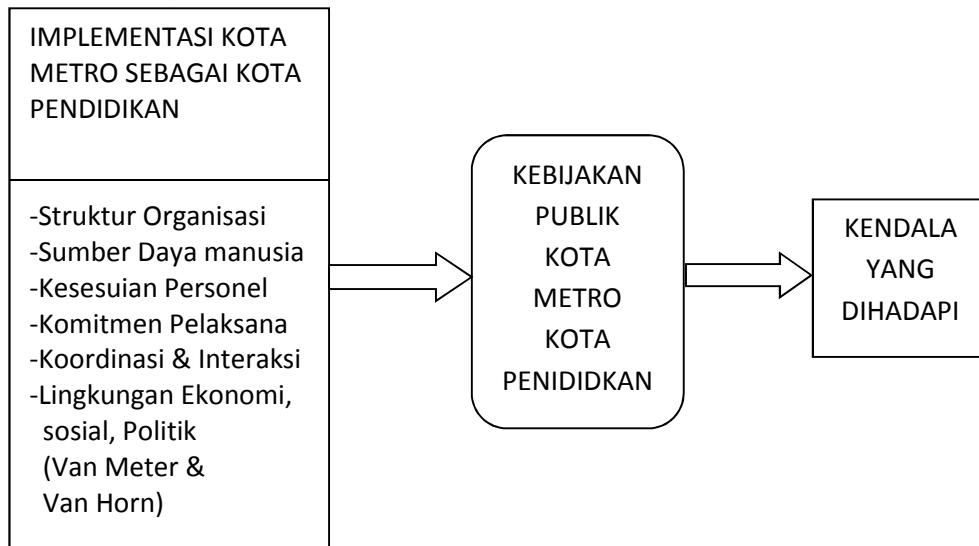 IMPLEMENTASI KOTA
METRO SEBAGAI KOTA
PENDIDIKAN
-Struktur Organisasi
-Sumber Daya manusia
-Kesesuian Personel
-Komitmen Pelaksana
-Koordinasi & Interaksi
-Lingkungan Ekonomi,
sosial, Politik
(Van Meter &
Van Horn)
KEBIJAKAN
PUBLIK
KOTA
METRO
KOTA
PENIDIDKAN
KENDALA
YANG
DIHADAPI